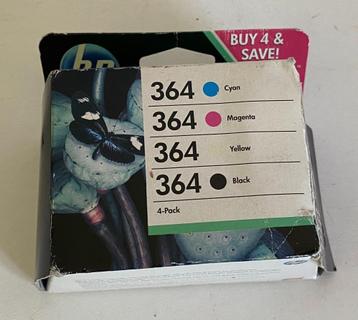 hp
BUY 4 &
SAVE!
364 Cyan
364 Magenta
364 Yellow
364 Black
4-Pack